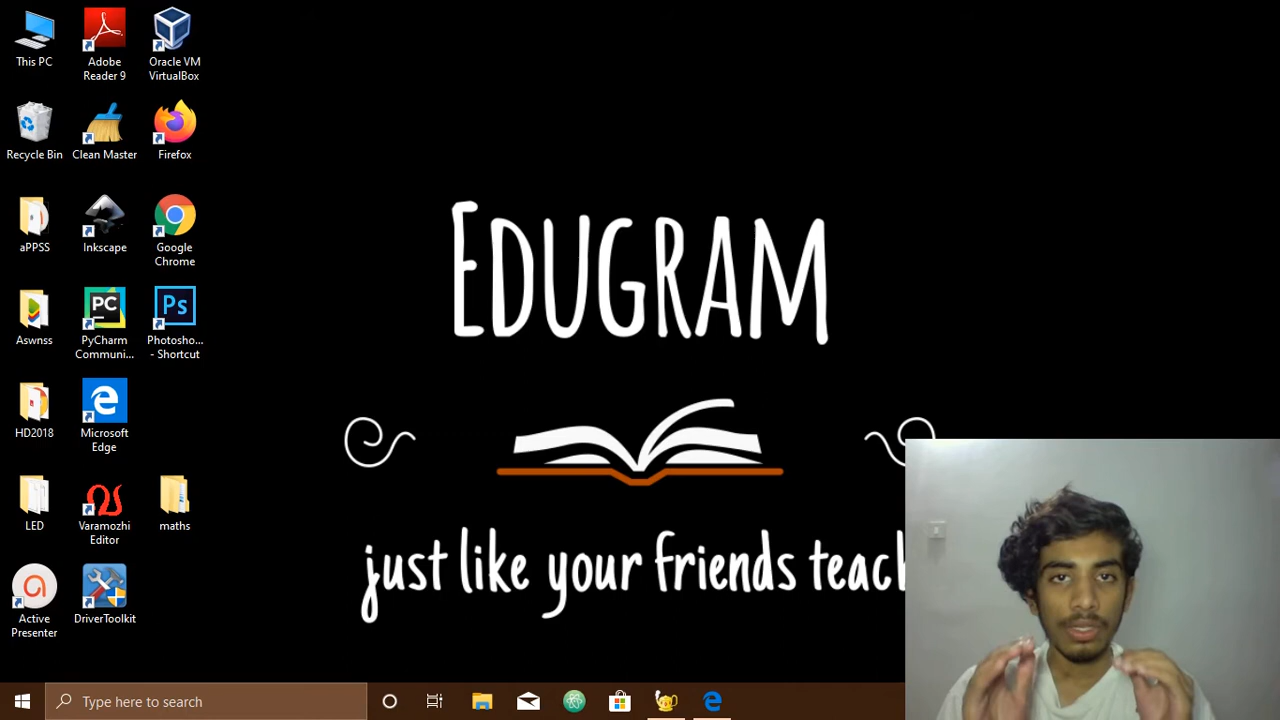 This PC
Adobe
Reader 9
Oracle VM
VirtualBox
Recycle Bin
Clean Master
Firefox
aPPSS
Inkscape
Google
Chrome
Aswnss
PC
PyCharm
Communi...
Ps
Photosho...
- Shortcut
HD2018
Microsoft
Edge
LED
Varamozhi
Editor
maths
Active
Presenter
DriverToolkit
EDUGRAM
just like your friends teach
Type here to search